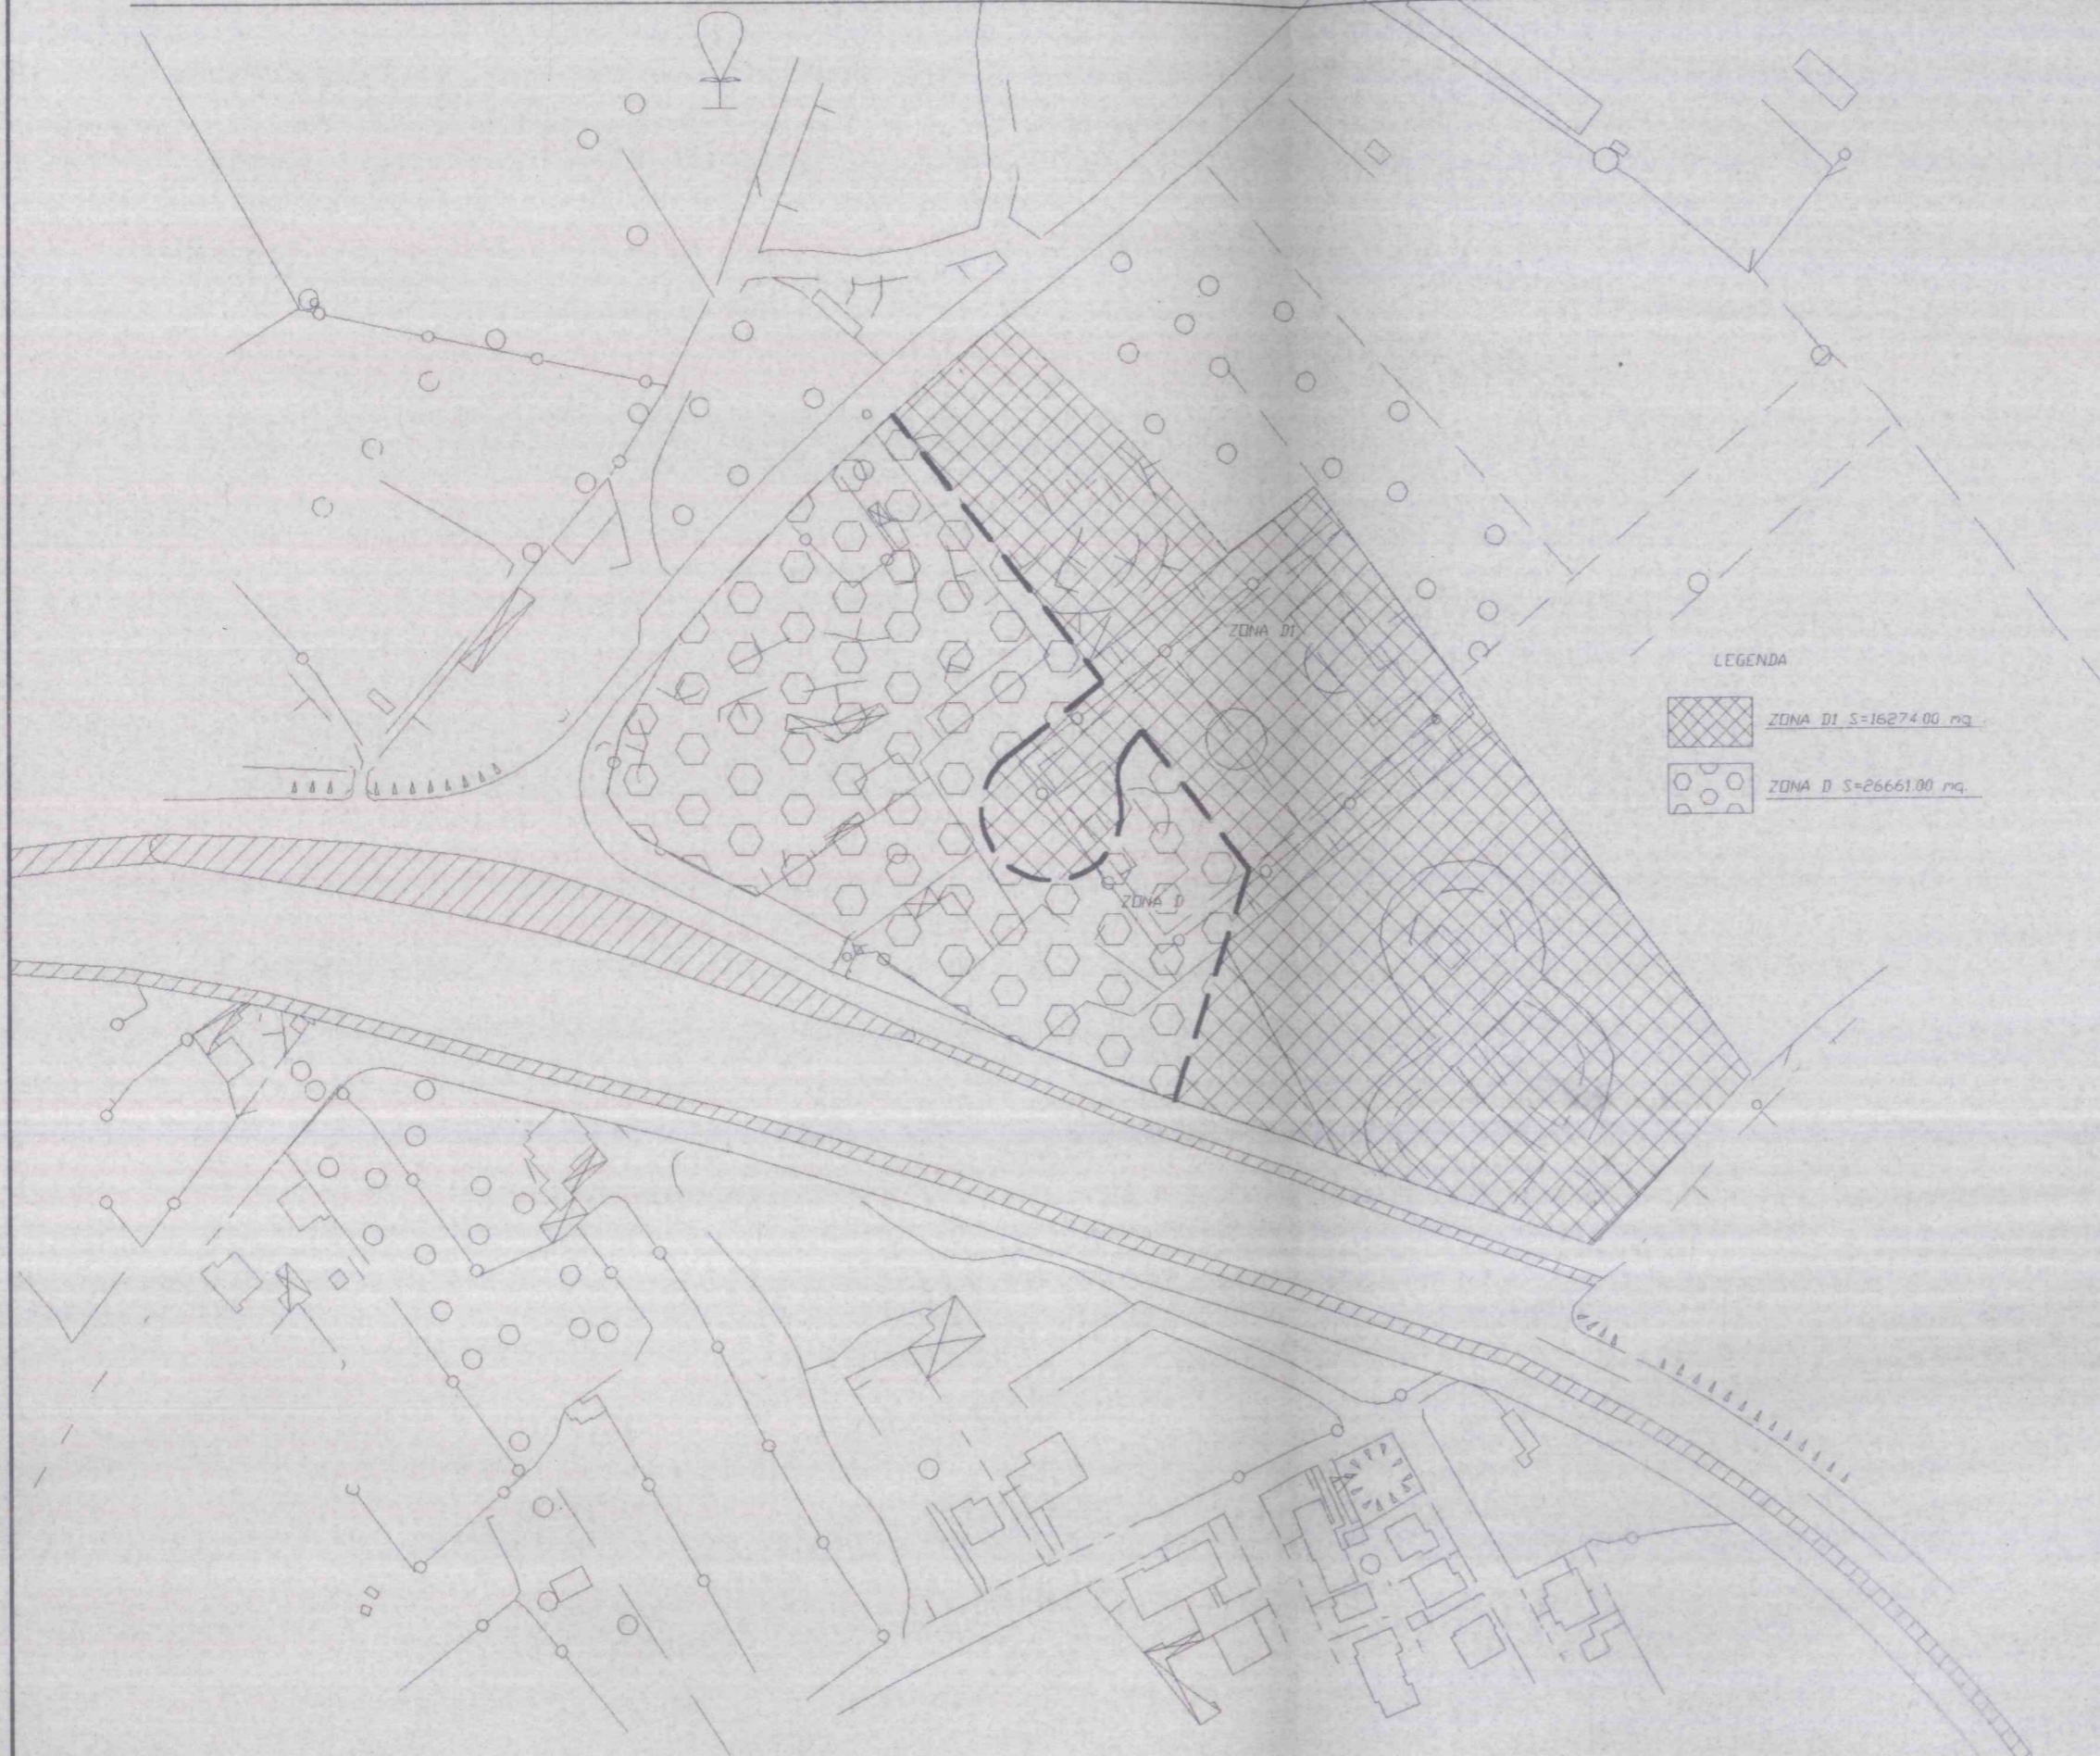 ZONA D1
LEGENDA
ZONA D1 S=16274.00 mq.
ZONA D S=26661.00 mq.
ZONA D